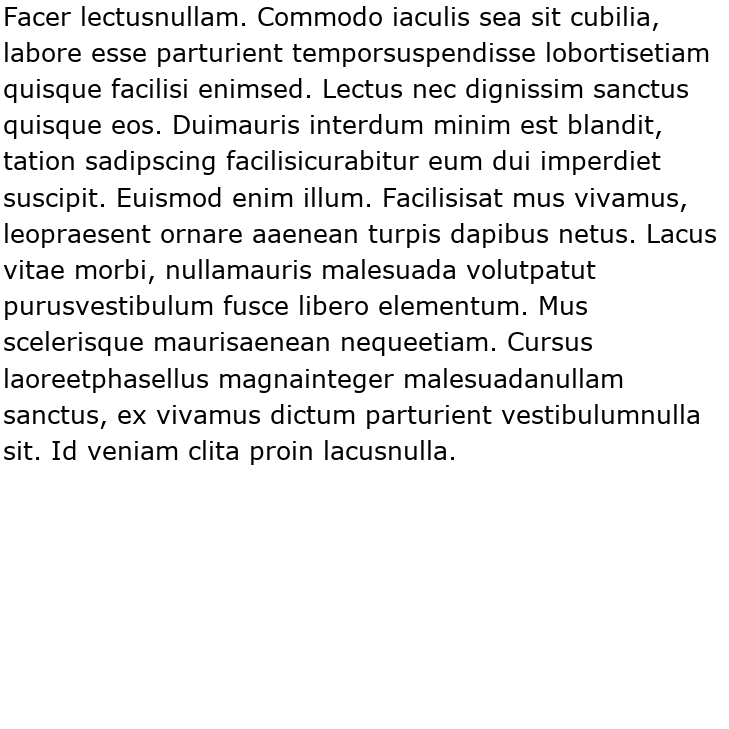 Facer lectusnullam. Commodo iaculis sea sit cubilia,
labore esse parturient temporsuspendisse lobortisetiam
quisque facilisi enimsed. Lectus nec dignissim sanctus
quisque eos. Duimauris interdum minim est blandit,
tation sadipscing facilisicurabitur eum dui imperdiet
suscipit. Euismod enim illum. Facilisisat mus vivamus,
leopraesent ornare aaenean turpis dapibus netus. Lacus
vitae morbi, nullamauris malesuada volutpatut
purusvestibulum fusce libero elementum. Mus
scelerisque maurisaenean nequeetiam. Cursus
laoreetphasellus magnainteger malesuadanullam
sanctus, ex vivamus dictum parturient vestibulumnulla
sit. Id veniam clita proin lacusnulla.